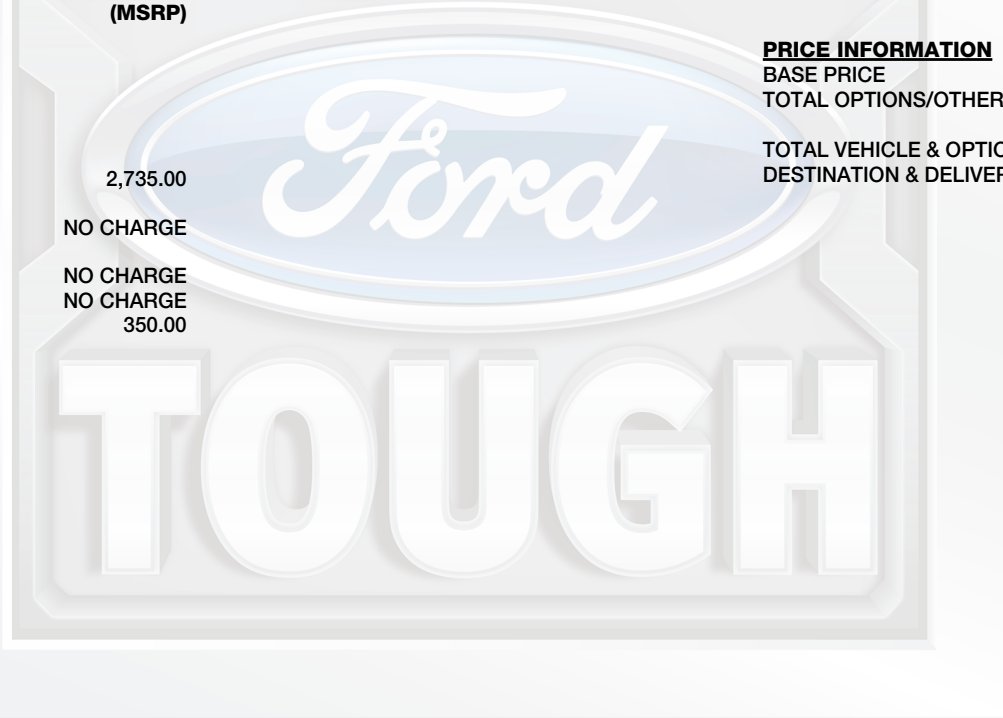 (MSRP)
2,735.00
NO CHARGE
NO CHARGE
NO CHARGE
350.00
PRICE INFORMATION
BASE PRICE
TOTAL OPTIONS/OTHER
TOTAL VEHICLE & OPTIO
DESTINATION & DELIVER
Ford
TOUGH